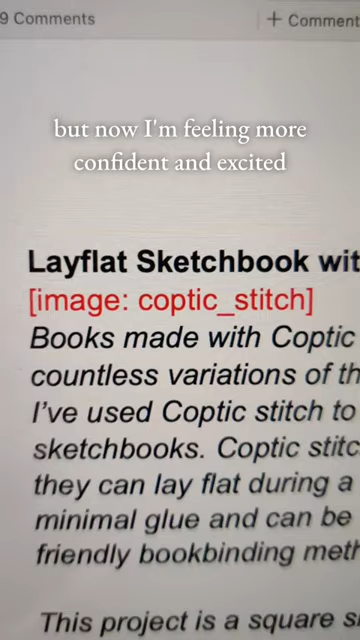 9 Comments
+ Comment
but now I'm feeling more
confident and excited
Layflat Sketchbook wit
[image: coptic_stitch]
Books made with Coptic
countless variations of th
I've used Coptic stitch to
sketchbooks. Coptic stitc
they can lay flat during a
minimal glue and can be
friendly bookbinding meth
This project is a square s